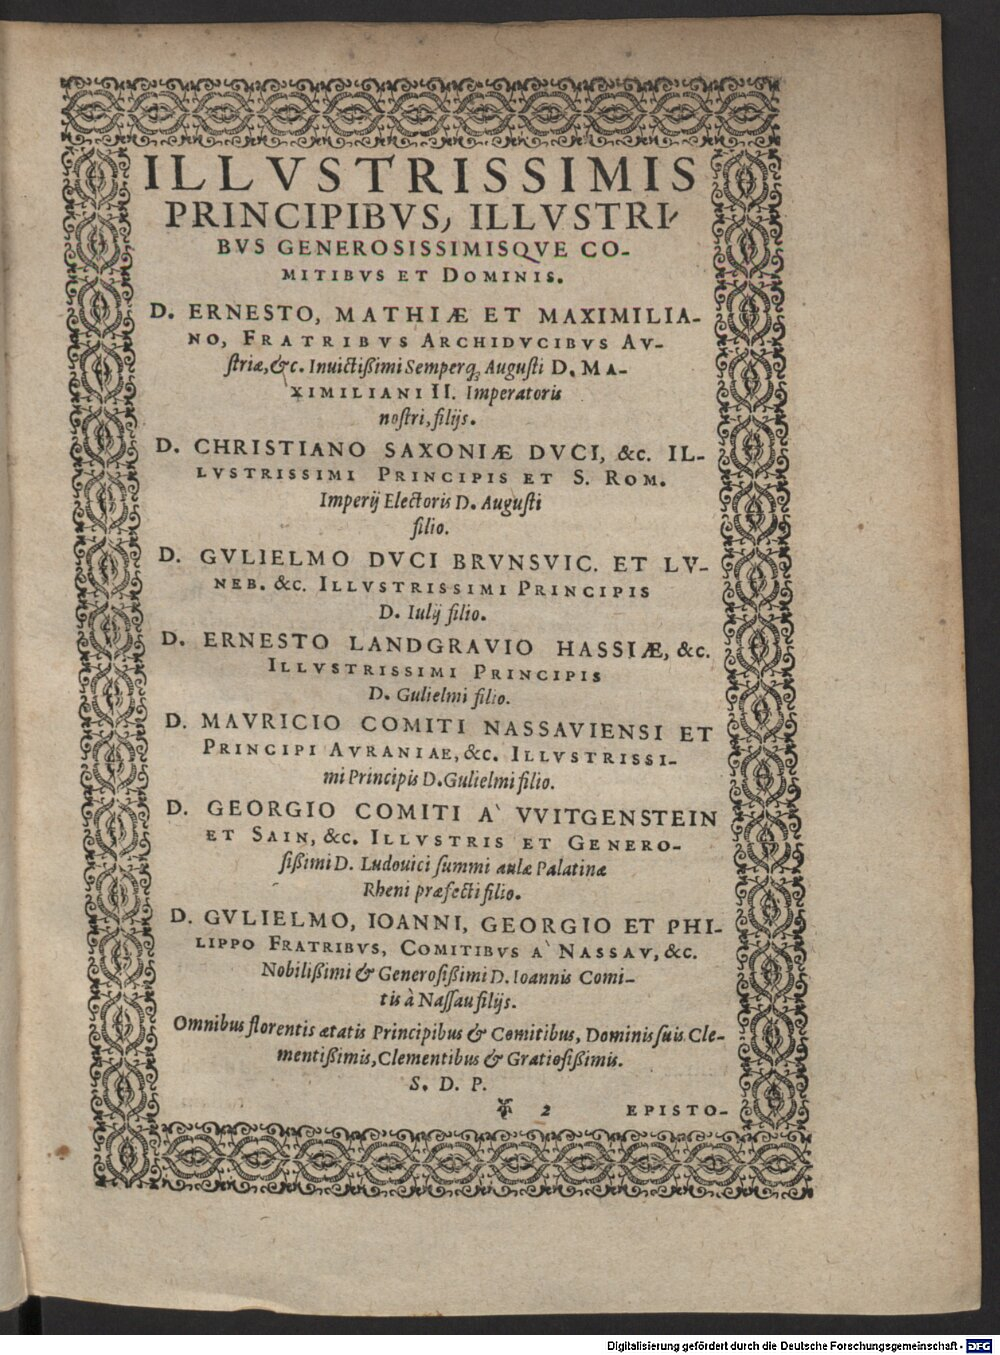 ILLVSTRISSIMIS
PRINCIPIBVS, ILLVSTRI-
BVS GENEROSISSIMISQVE CO-
MITIBVS ET DOMINIS.
D. ERNESTO, MATHIÆ ET MAXIMILIA-
NO, FRATRIBVS ARCHIDVCIBVS AV-
striæ, &c. Inuictißimi Semperq́; Augusti D. MA-
XIMILIANI II. Imperatoris
nostri, filijs.
D. CHRISTIANO SAXONIÆ DVCI, &c. IL-
LVSTRISSIMI PRINCIPIS ET S. ROM.
Imperij Electoris D. Augusti
filio.
D. GVLIELMO DVCI BRVNSVIC. ET LV-
NEB. &c. ILLVSTRISSIMI PRINCIPIS
D. Iulij filio.
D. ERNESTO LANDGRAVIO HASSIÆ, &c.
ILLVSTRISSIMI PRINCIPIS
D. Gulielmi filio.
D. MAVRICIO COMITI NASSAVIENSI ET
PRINCIPI AVRANIAE, &c. ILLVSTRISSI-
mi Principis D. Gulielmi filio.
D. GEORGIO COMITI A` VVITGENSTEIN
ET SAIN, &c. ILLVSTRIS ET GENERO-
sißimi D. Ludouici summi aulæ Palatinæ
Rheni præfecti filio.
D. GVLIELMO, IOANNI, GEORGIO ET PHI-
LIPPO FRATRIBVS, COMITIBVS A` NASSAV, &c.
Nobilißimi & Generosißimi D. Ioannis Comi-
tis à Nassau filijs.
Omnibus florentis ætatis Principibus & Comitibus, Dominis suis Cle-
mentißimis, Clementibus & Gratiosißimis.
S. D. P.
* 2 EPISTO-
Digitalisierung gefördert durch die Deutsche Forschungsgemeinschaft - DFG